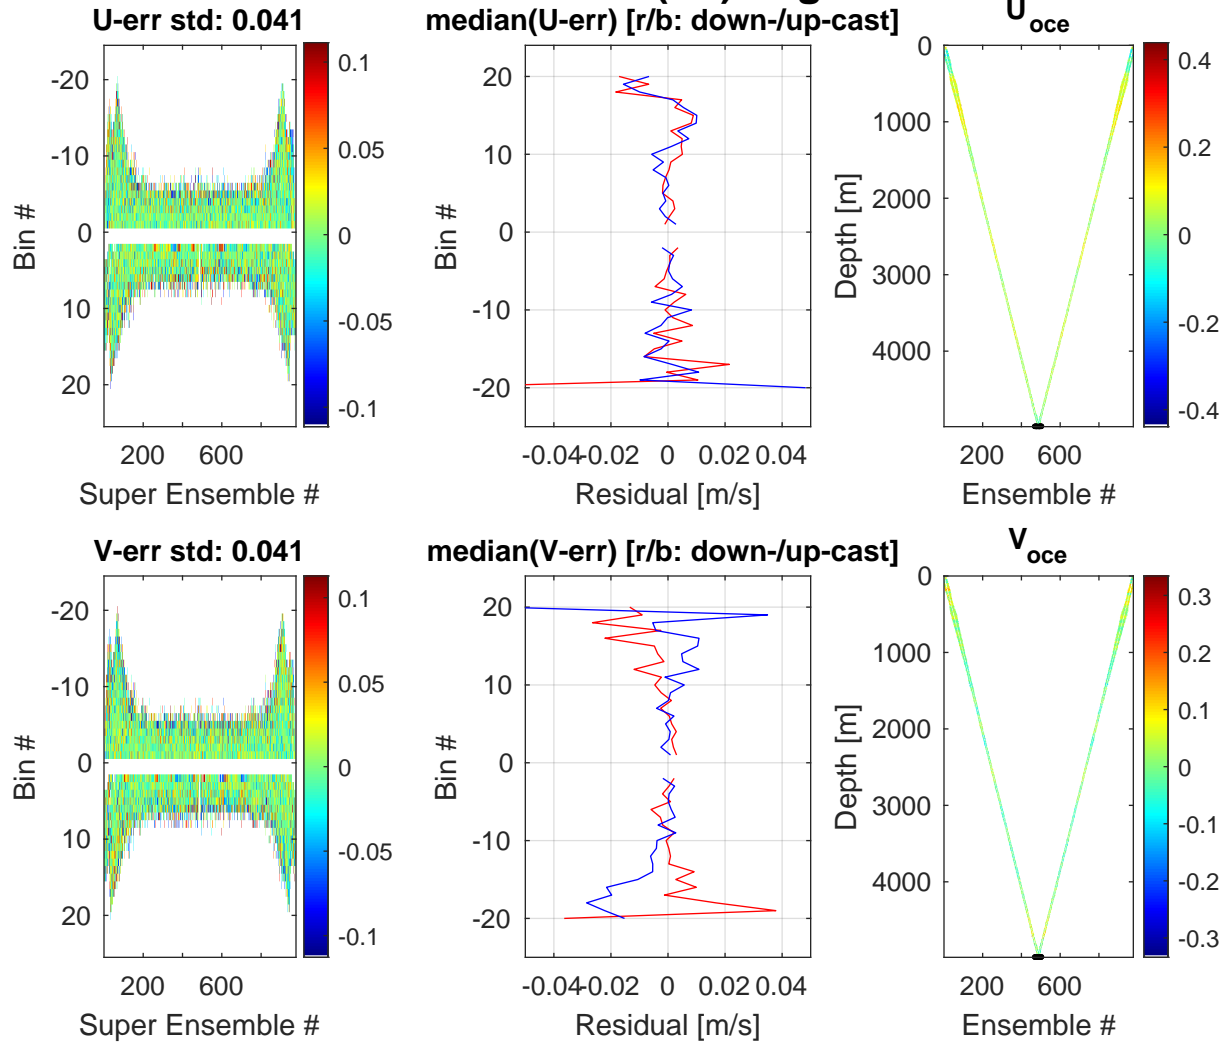 U-err std: 0.041
median(U-err) [r/b: down-/up-cast]
U
oce
-20
-10
0
10
20
Bin #
200 600
Super Ensemble #
0.1
0.05
0
-0.05
-0.1
20
10
0
-10
-20
Bin #
-0.04 -0.02 0 0.02 0.04
Residual [m/s]
0
1000
2000
3000
4000
Depth [m]
200 600
Ensemble #
0.4
0.2
0
-0.2
-0.4
V-err std: 0.041
median(V-err) [r/b: down-/up-cast]
V
oce
-20
-10
0
10
20
Bin #
200 600
Super Ensemble #
0.1
0.05
0
-0.05
-0.1
20
10
0
-10
-20
Bin #
-0.04 -0.02 0 0.02 0.04
Residual [m/s]
0
1000
2000
3000
4000
Depth [m]
200 600
Ensemble #
0.3
0.2
0.1
0
-0.1
-0.2
-0.3